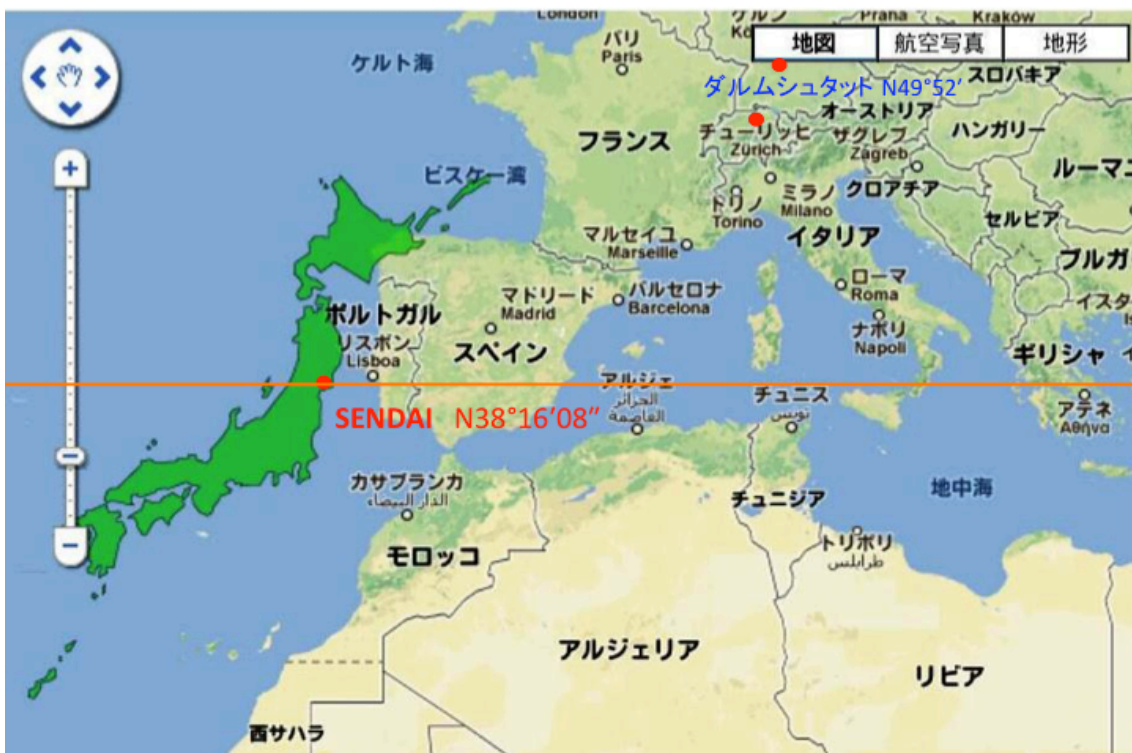 London
ケルン
Praha
Kraków
地図
航空写真
地形
パリ
Paris
ケルト海
スロバキア
ダルムシュタット N49°52′
オーストリア
チューリッヒ
Zürich
ザグレブ
Zagreb
ハンガリー
フランス
ルーマニ
ビスケー湾
トリノ
Torino
ミラノ
Milano
クロアチア
セルビア
マルセイユ
Marseille
イタリア
ブルガ
ローマ
Roma
マドリード
Madrid
バルセロナ
Barcelona
イスタ
ポルトガル
ナポリ
Napoli
リスボン
Lisboa
スペイン
ギリシャ
アルジェ
الجزائر
العاصمة
チュニス
تونس
アテネ
Αθήνα
SENDAI N38°16′08″
カサブランカ
الدار البيضاء
チュニジア
地中海
モロッコ
トリポリ
طرابلس
アルジェリア
リビア
西サハラ